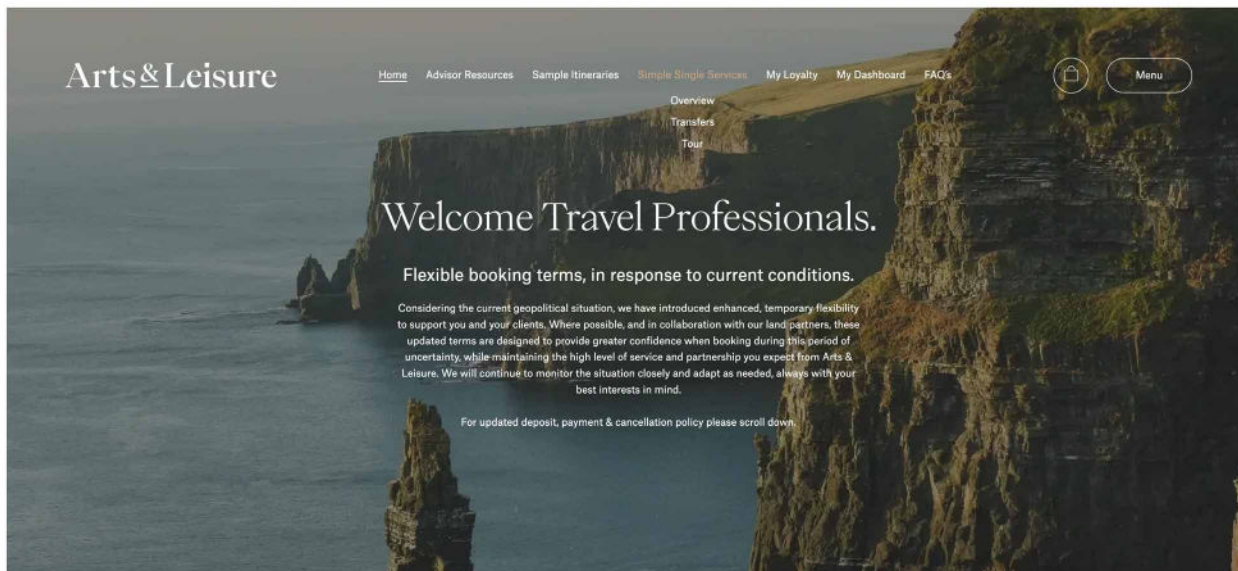 Arts & Leisure
Home
Advisor Resources
Sample Itineraries
Simple Single Services
My Loyalty
My Dashboard
FAQ's
Menu
Overview
Transfers
Tour
Welcome Travel Professionals.
Flexible booking terms, in response to current conditions.
Considering the current geopolitical situation, we have introduced enhanced, temporary flexibility
to support you and your clients. Where possible, and in collaboration with our land partners, these
updated terms are designed to provide greater confidence when booking during this period of
uncertainty, while maintaining the high level of service and partnership you expect from Arts &
Leisure. We will continue to monitor the situation closely and adapt as needed, always with your
best interests in mind.
For updated deposit, payment & cancellation policy please scroll down.